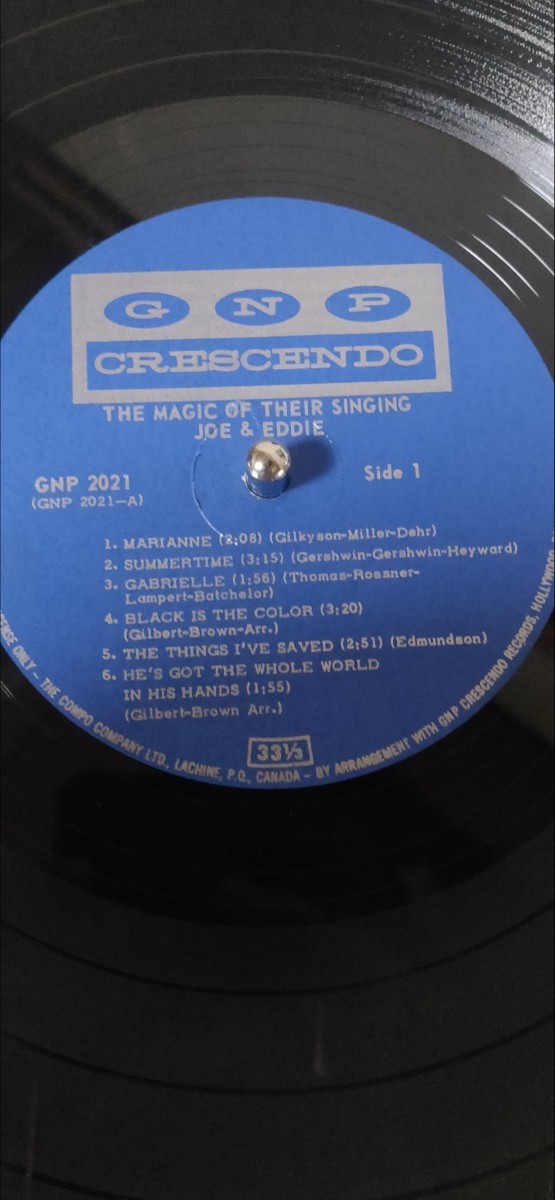 G N P
CRESCENDO
THE MAGIC OF THEIR SINGING
JOE & EDDIE
GNP 2021
(GNP 2021-A)
Side 1
1. MARIANNE (2:08) (Gilkyson-Miller-Dehr)
2. SUMMERTIME (3:15) (Gershwin-Gershwin-Heyward)
3. GABRIELLE (1:56) (Thomas-Rossner-
Lampert-Batchelor)
4. BLACK IS THE COLOR (3:20)
(Gilbert-Brown-Arr.)
5. THE THINGS I'VE SAVED (2:51) (Edmundson)
6. HE'S GOT THE WHOLE WORLD
IN HIS HANDS (1:55)
(Gilbert-Brown Arr.)
33⅓
ONLY - THE COMPO COMPANY LTD., LACHINE, P.Q., CANADA - BY ARRANGEMENT WITH GNP CRESCENDO RECORDS,